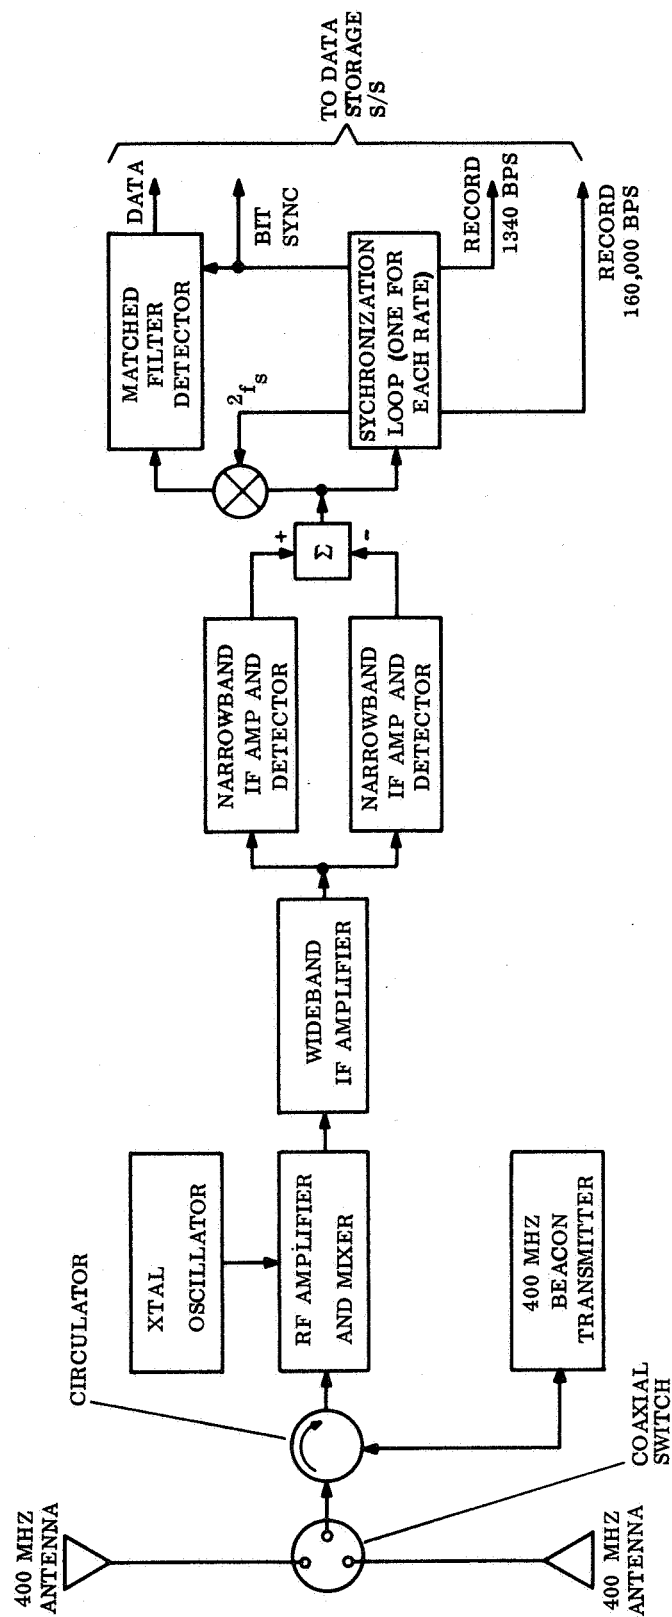 400 MHZ
ANTENNA
400 MHZ
ANTENNA
COAXIAL
SWITCH
CIRCULATOR
XTAL
OSCILLATOR
RF AMPLIFIER
AND MIXER
400 MHZ
BEACON
TRANSMITTER
WIDEBAND
IF AMPLIFIER
NARROWBAND
IF AMP AND
DETECTOR
NARROWBAND
IF AMP AND
DETECTOR
+
Σ
-
2fs
MATCHED
FILTER
DETECTOR
SYCHRONIZATION
LOOP (ONE FOR
EACH RATE)
DATA
BIT
SYNC
RECORD
1340 BPS
RECORD
160,000 BPS
TO DATA
STORAGE
S/S